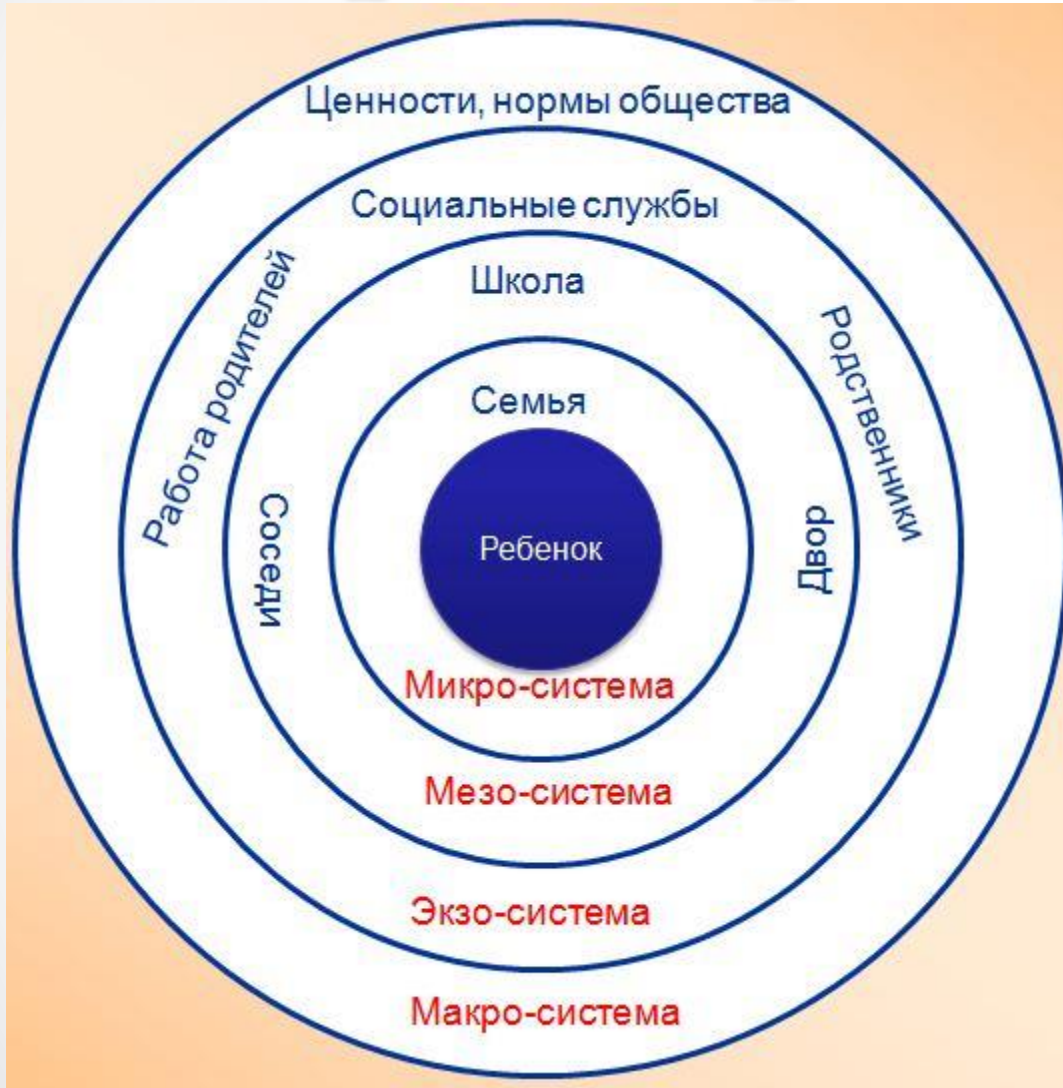 Ценности, нормы общества
Социальные службы
Работа родителей
Родственники
Школа
Соседи
Двор
Семья
Ребенок
Микро-система
Мезо-система
Экзо-система
Макро-система